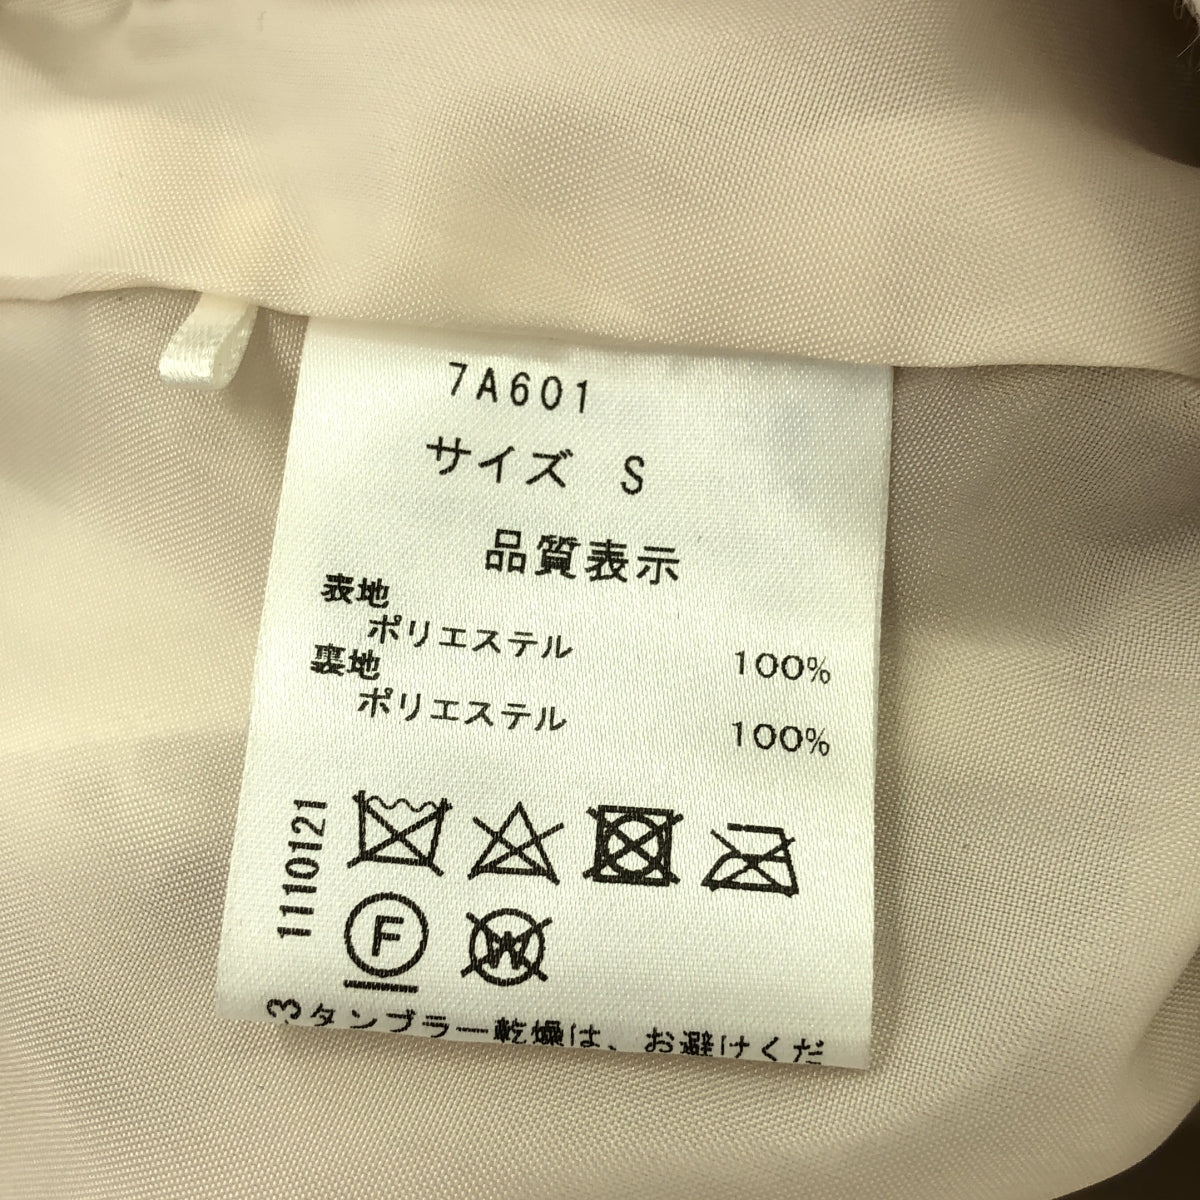 7A601
サイズ S
品質表示
表地
ポリエステル 100%
裏地
ポリエステル 100%
1110121
F
W
タンブラー乾燥は、お避けくだ